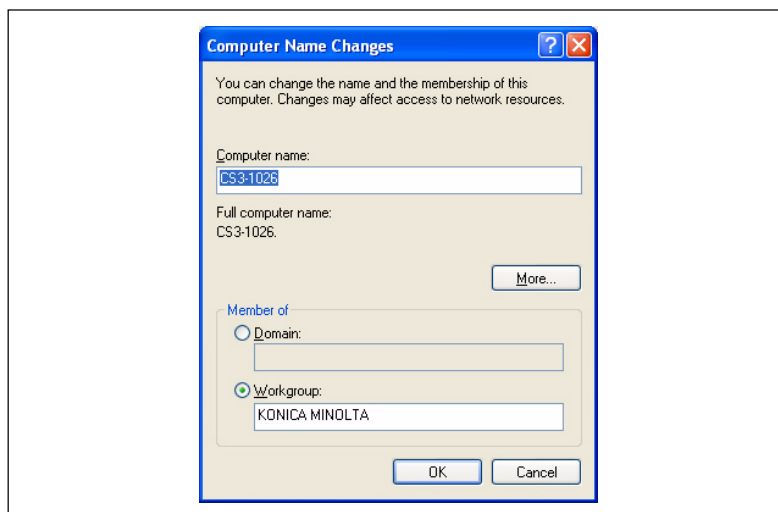 Computer Name Changes
You can change the name and the membership of this
computer. Changes may affect access to network resources.
Computer name:
CS3-1026
Full computer name:
CS3-1026.
More...
Member of
Domain:
Workgroup:
KONICA MINOLTA
OK Cancel